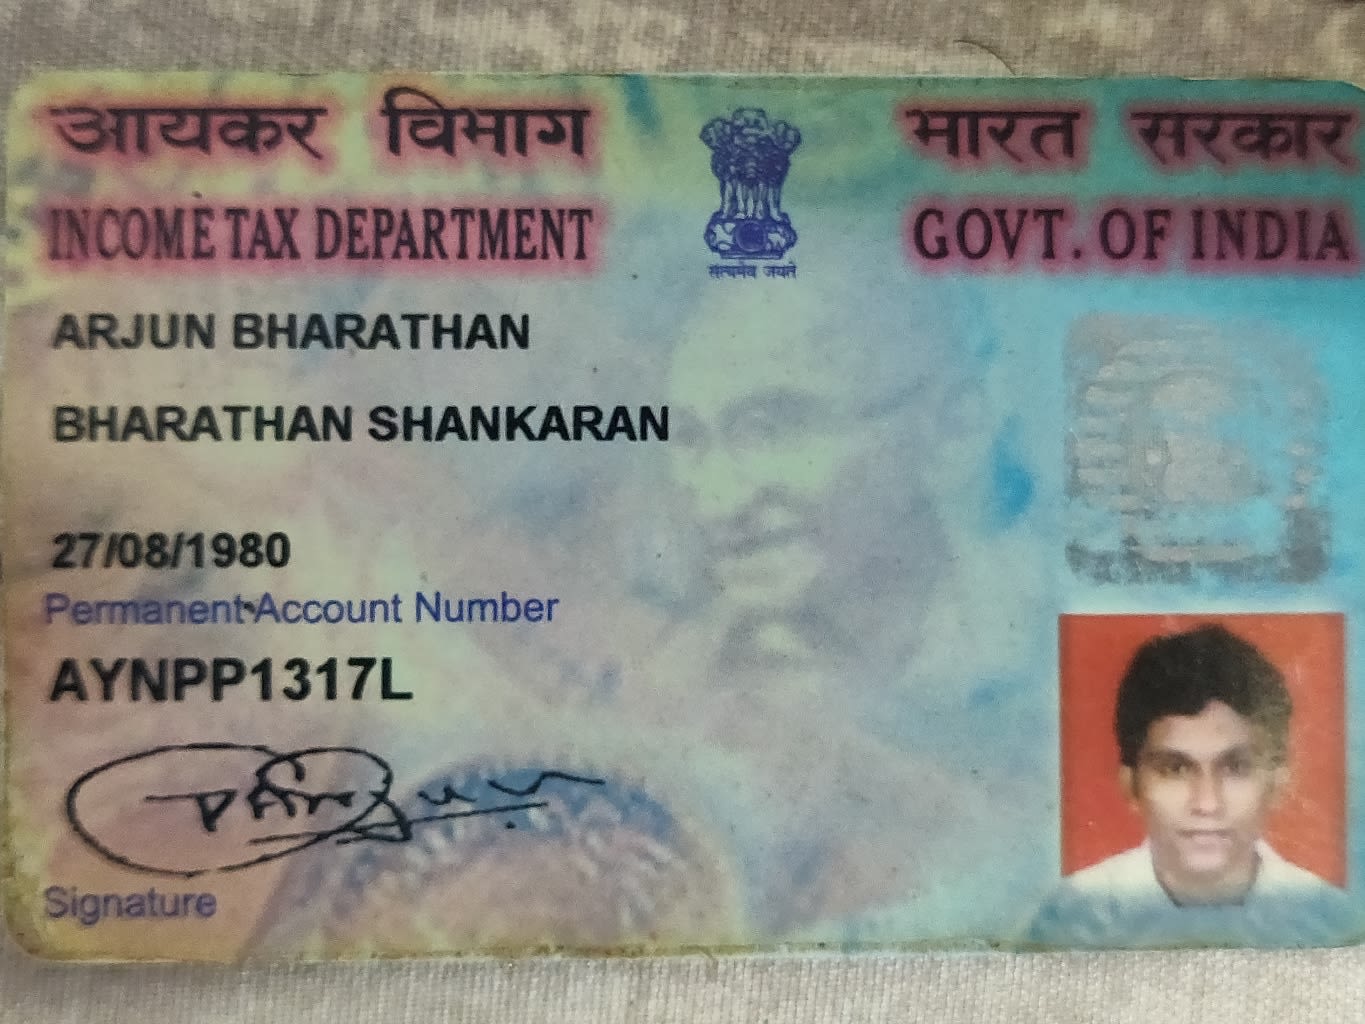 आयकर विभाग
INCOME TAX DEPARTMENT
भारत सरकार
GOVT. OF INDIA
सत्यमेव जयते
ARJUN BHARATHAN
BHARATHAN SHANKARAN
27/08/1980
Permanent Account Number
AYNPP1317L
Signature